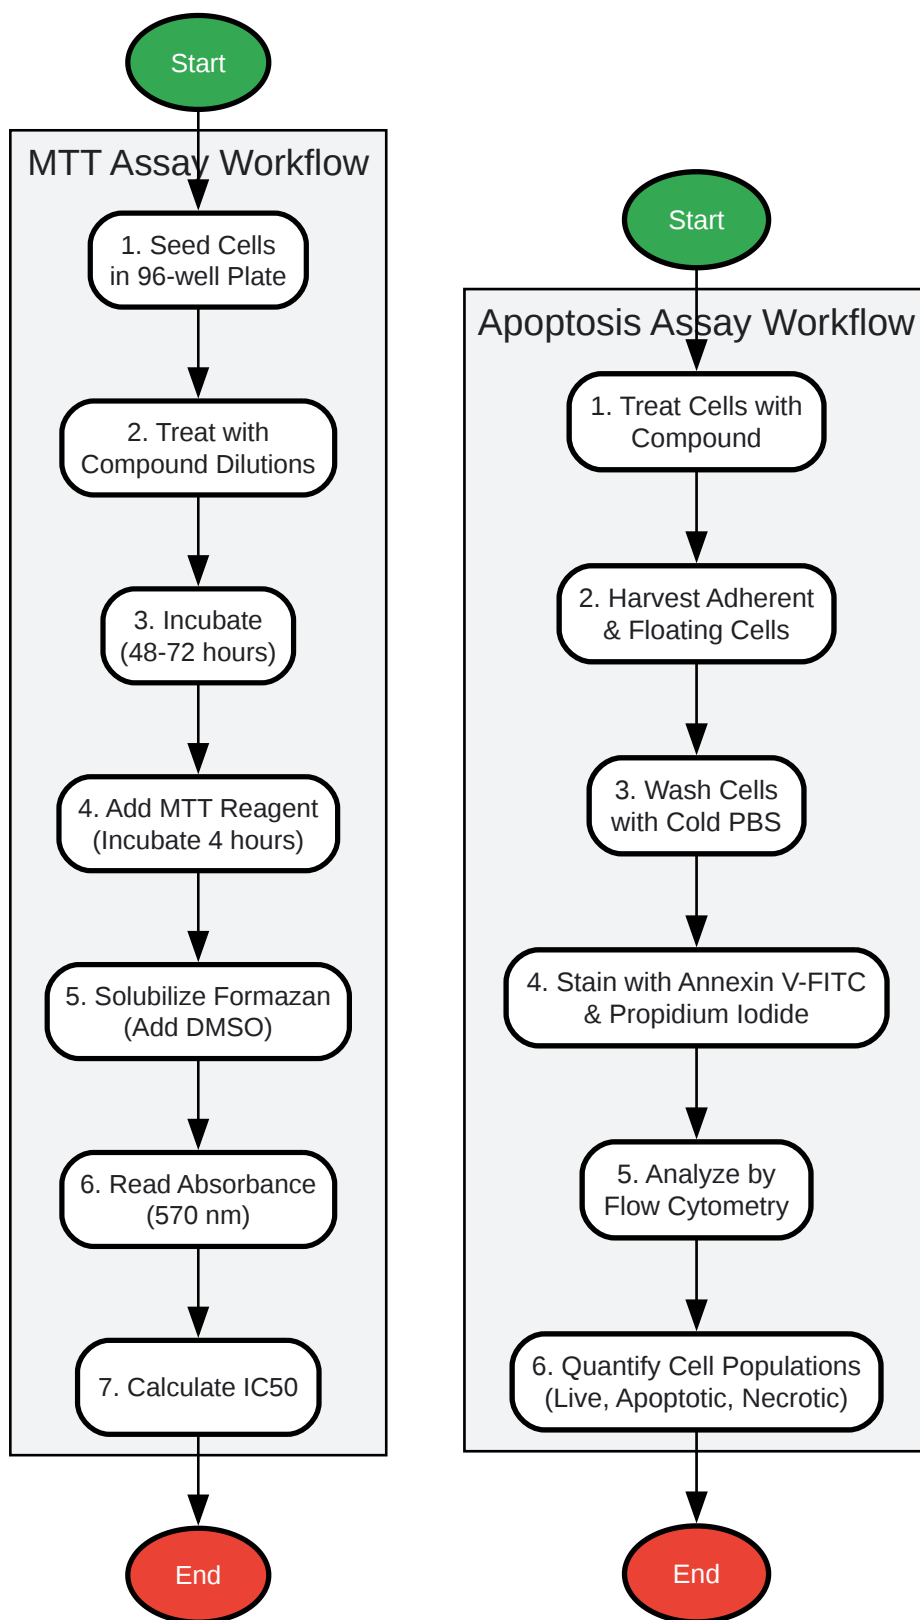 Start
MTT Assay Workflow
1. Seed Cells
in 96-well Plate
2. Treat with
Compound Dilutions
3. Incubate
(48-72 hours)
4. Add MTT Reagent
(Incubate 4 hours)
5. Solubilize Formazan
(Add DMSO)
6. Read Absorbance
(570 nm)
7. Calculate IC50
End
Start
Apoptosis Assay Workflow
1. Treat Cells with
Compound
2. Harvest Adherent
& Floating Cells
3. Wash Cells
with Cold PBS
4. Stain with Annexin V-FITC
& Propidium Iodide
5. Analyze by
Flow Cytometry
6. Quantify Cell Populations
(Live, Apoptotic, Necrotic)
End